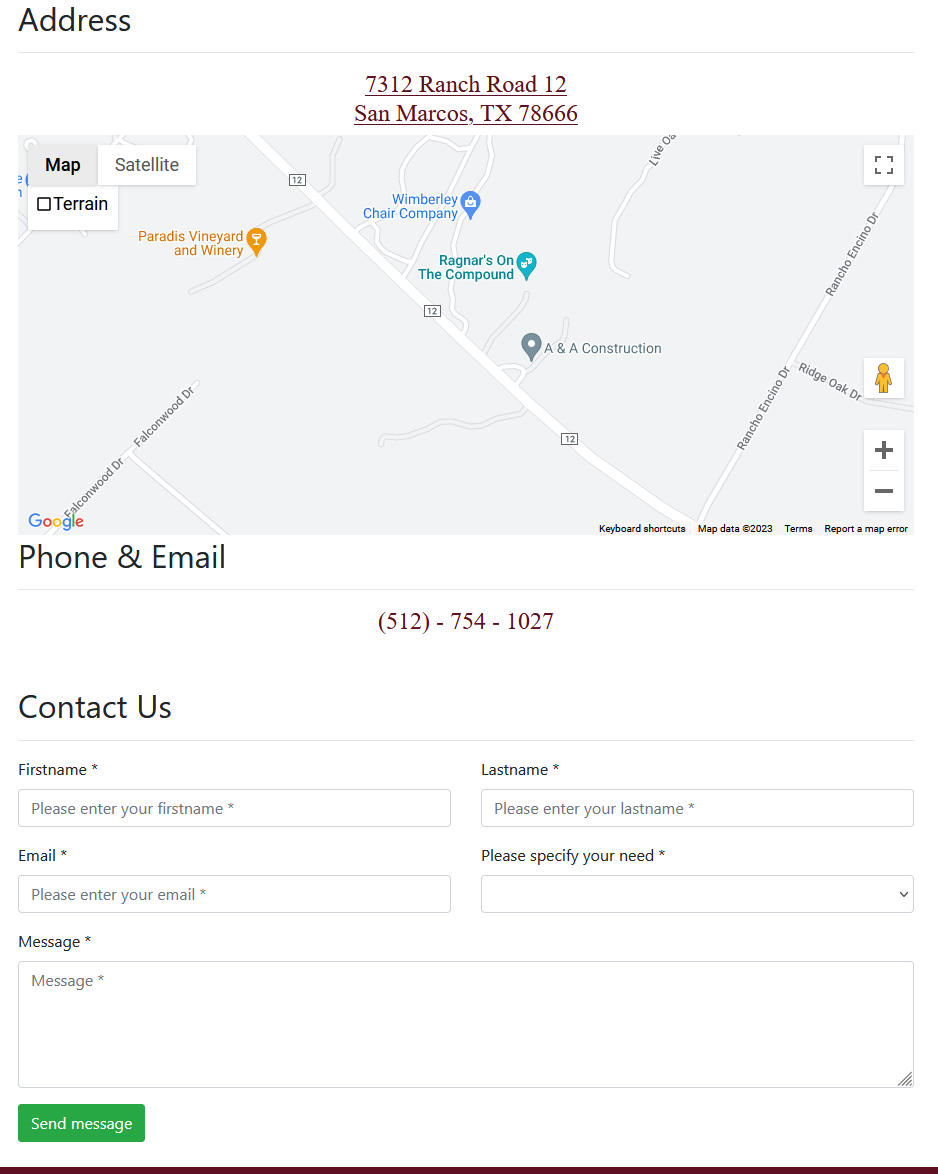 Address
7312 Ranch Road 12
San Marcos, TX 78666
Map
Satellite
Terrain
12
Wimberley
Chair Company
Paradis Vineyard
and Winery
Ragnar's On
The Compound
12
A & A Construction
Rancho Encino Dr
Ridge Oak Dr
Rancho Encino Dr
Falconwood Dr
12
Falconwood Dr
Google
Keyboard shortcuts
Map data ©2023
Terms
Report a map error
Phone & Email
(512) - 754 - 1027
Contact Us
Firstname *
Lastname *
Please enter your firstname *
Please enter your lastname *
Email *
Please specify your need *
Please enter your email *
Message *
Message *
Send message